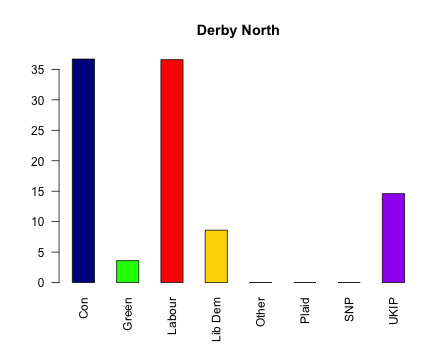 Derby North
35
30
25
20
15
10
5
0
Con
Green
Labour
Lib Dem
Other
Plaid
SNP
UKIP